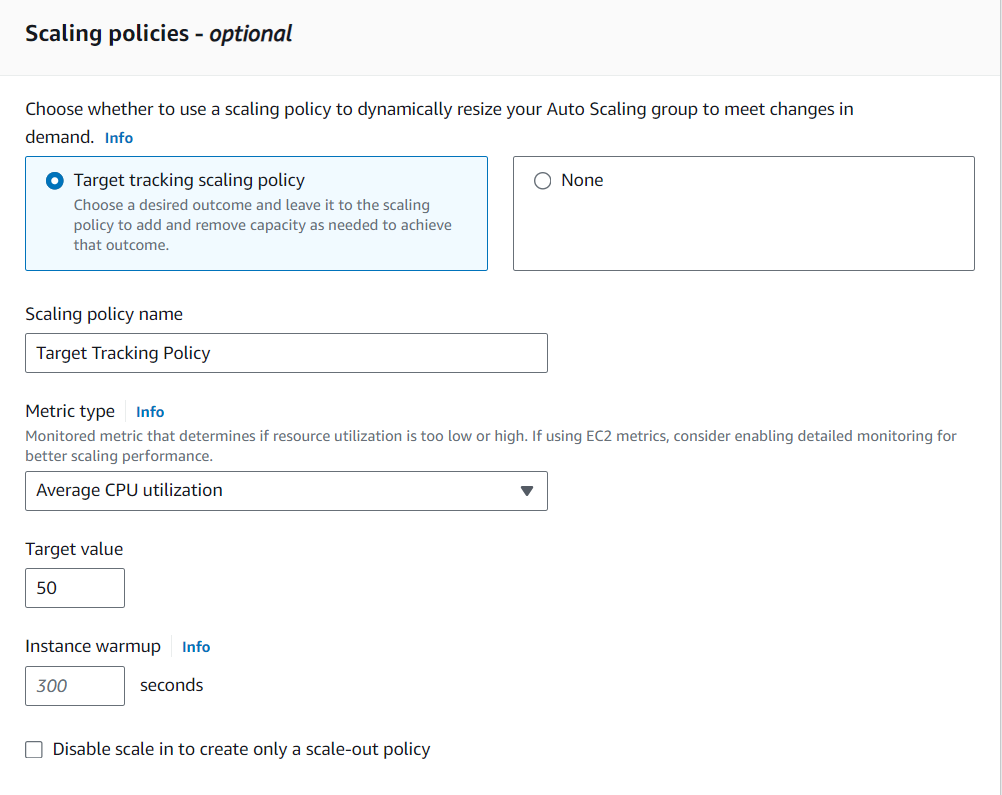 Scaling policies - optional
Choose whether to use a scaling policy to dynamically resize your Auto Scaling group to meet changes in
demand. Info
Target tracking scaling policy
Choose a desired outcome and leave it to the scaling
policy to add and remove capacity as needed to achieve
that outcome.
None
Scaling policy name
Target Tracking Policy
Metric type Info
Monitored metric that determines if resource utilization is too low or high. If using EC2 metrics, consider enabling detailed monitoring for
better scaling performance.
Average CPU utilization
Target value
50
Instance warmup Info
300 seconds
Disable scale in to create only a scale-out policy